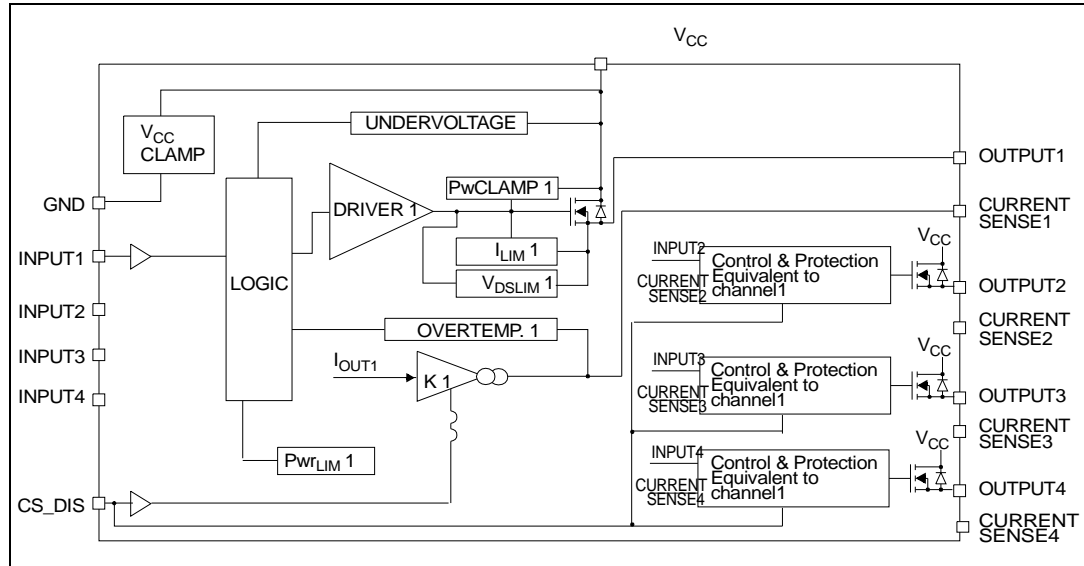 VCC
VCC
CLAMP
UNDERVOLTAGE
PwCLAMP 1
DRIVER 1
ILIM 1
VDSLIM 1
LOGIC
OVERTEMP. 1
IOUT1
K 1
PwrLIM 1
GND
INPUT1
INPUT2
INPUT3
INPUT4
CS_DIS
INPUT2
CURRENT
SENSE2
Control & Protection
Equivalent to
channel1
VCC
INPUT3
CURRENT
SENSE3
Control & Protection
Equivalent to
channel1
VCC
INPUT4
CURRENT
SENSE4
Control & Protection
Equivalent to
channel1
VCC
OUTPUT1
CURRENT
SENSE1
OUTPUT2
CURRENT
SENSE2
OUTPUT3
CURRENT
SENSE3
OUTPUT4
CURRENT
SENSE4